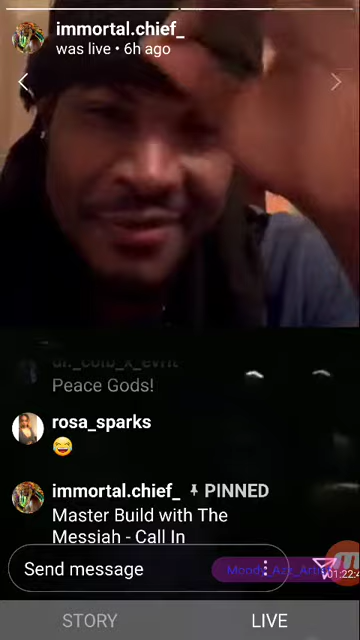 immortal.chief_
was live • 6h ago
Peace Gods!
rosa_sparks
😂
immortal.chief_ PINNED
Master Build with The
Messiah - Call In
Send message
STORY LIVE